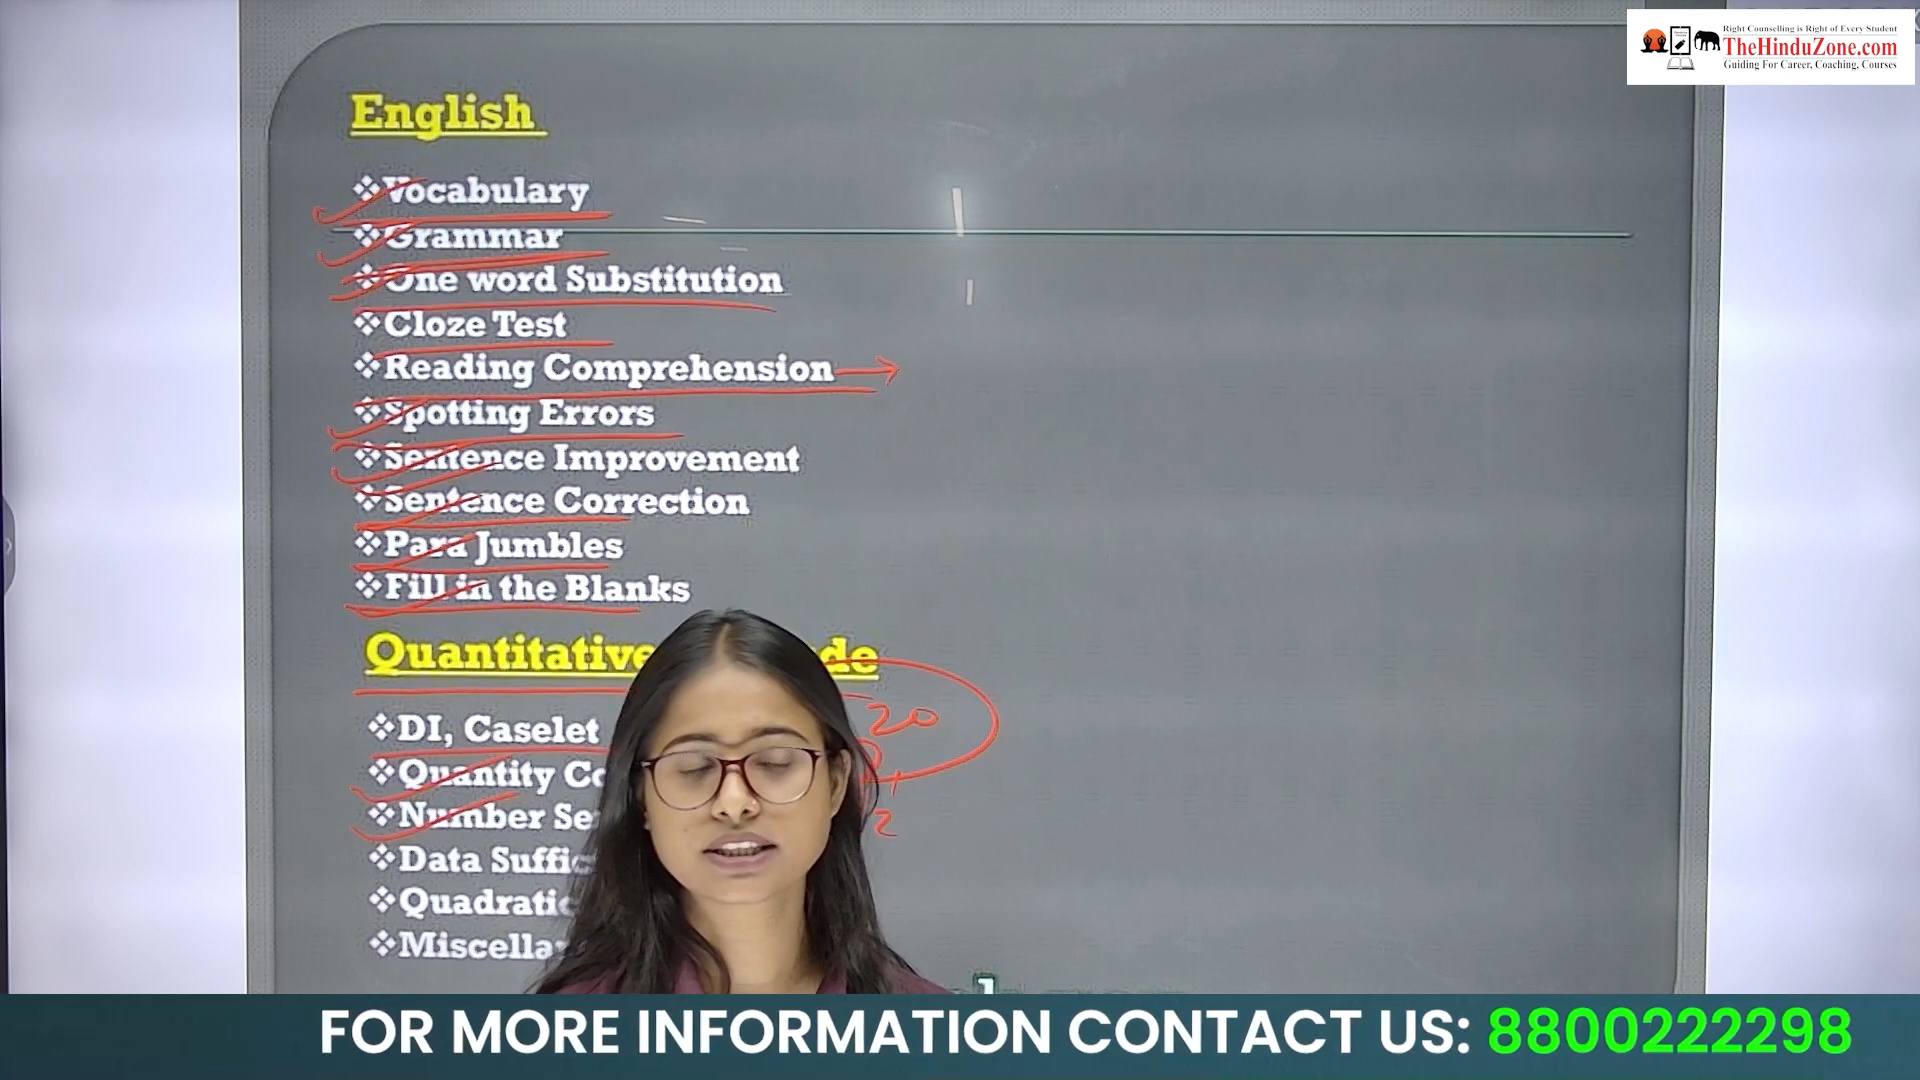 Right Counselling is Right of Every Student
TheHinduZone.com
Guiding For Career, Coaching, Courses
English
❖Vocabulary
❖Grammar
❖One word Substitution
❖Cloze Test
❖Reading Comprehension→
❖Spotting Errors
❖Sentence Improvement
❖Sentence Correction
❖Para Jumbles
❖Fill in the Blanks
Quantitative
❖DI, Caselet
20
❖Quantity
❖Number
2
❖Data
FOR MORE INFORMATION CONTACT US: 8800222298